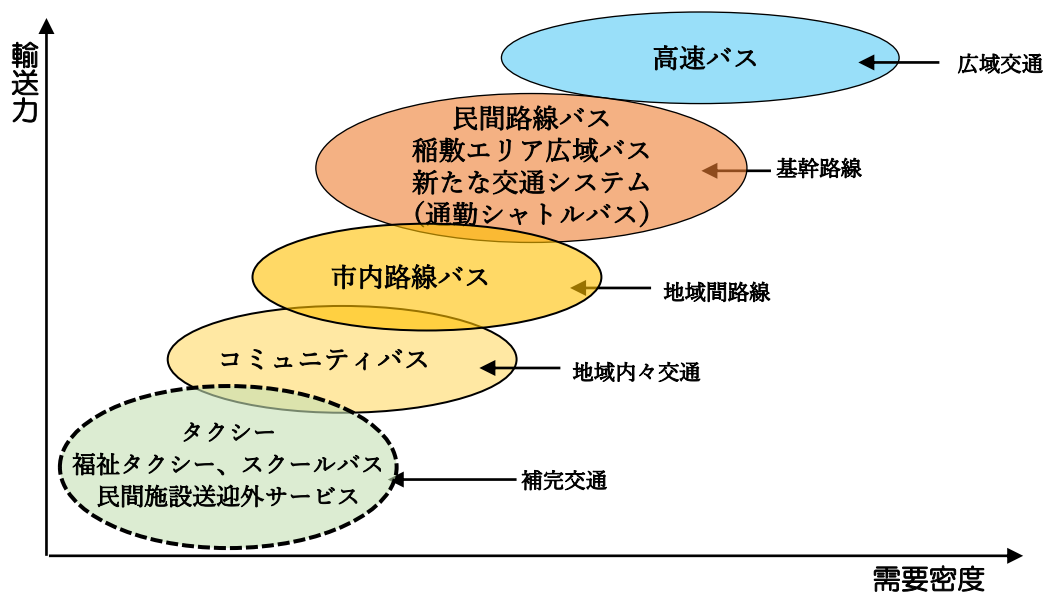 輸送力
高速バス
広域交通
民間路線バス
稲敷エリア広域バス
新たな交通システム
（通勤シャトルバス）
基幹路線
市内路線バス
地域間路線
コミュニティバス
地域内々交通
タクシー
福祉タクシー、スクールバス
民間施設送迎外サービス
補完交通
需要密度